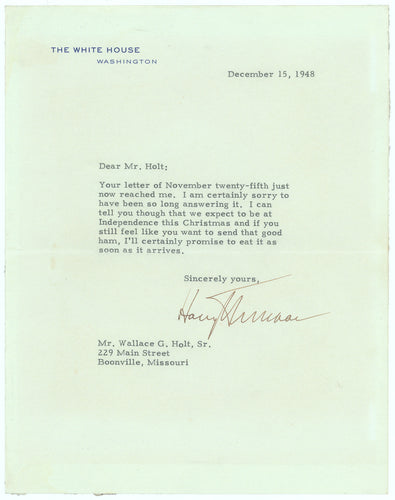 THE WHITE HOUSE
WASHINGTON
December 15, 1948
Dear Mr. Holt:
Your letter of November twenty-fifth just
now reached me. I am certainly sorry to
have been so long answering it. I can
tell you though that we expect to be at
Independence this Christmas and if you
still feel like you want to send that good
ham, I'll certainly promise to eat it as
soon as it arrives.
Sincerely yours,
Harry Truman
Mr. Wallace G. Holt, Sr.
229 Main Street
Boonville, Missouri